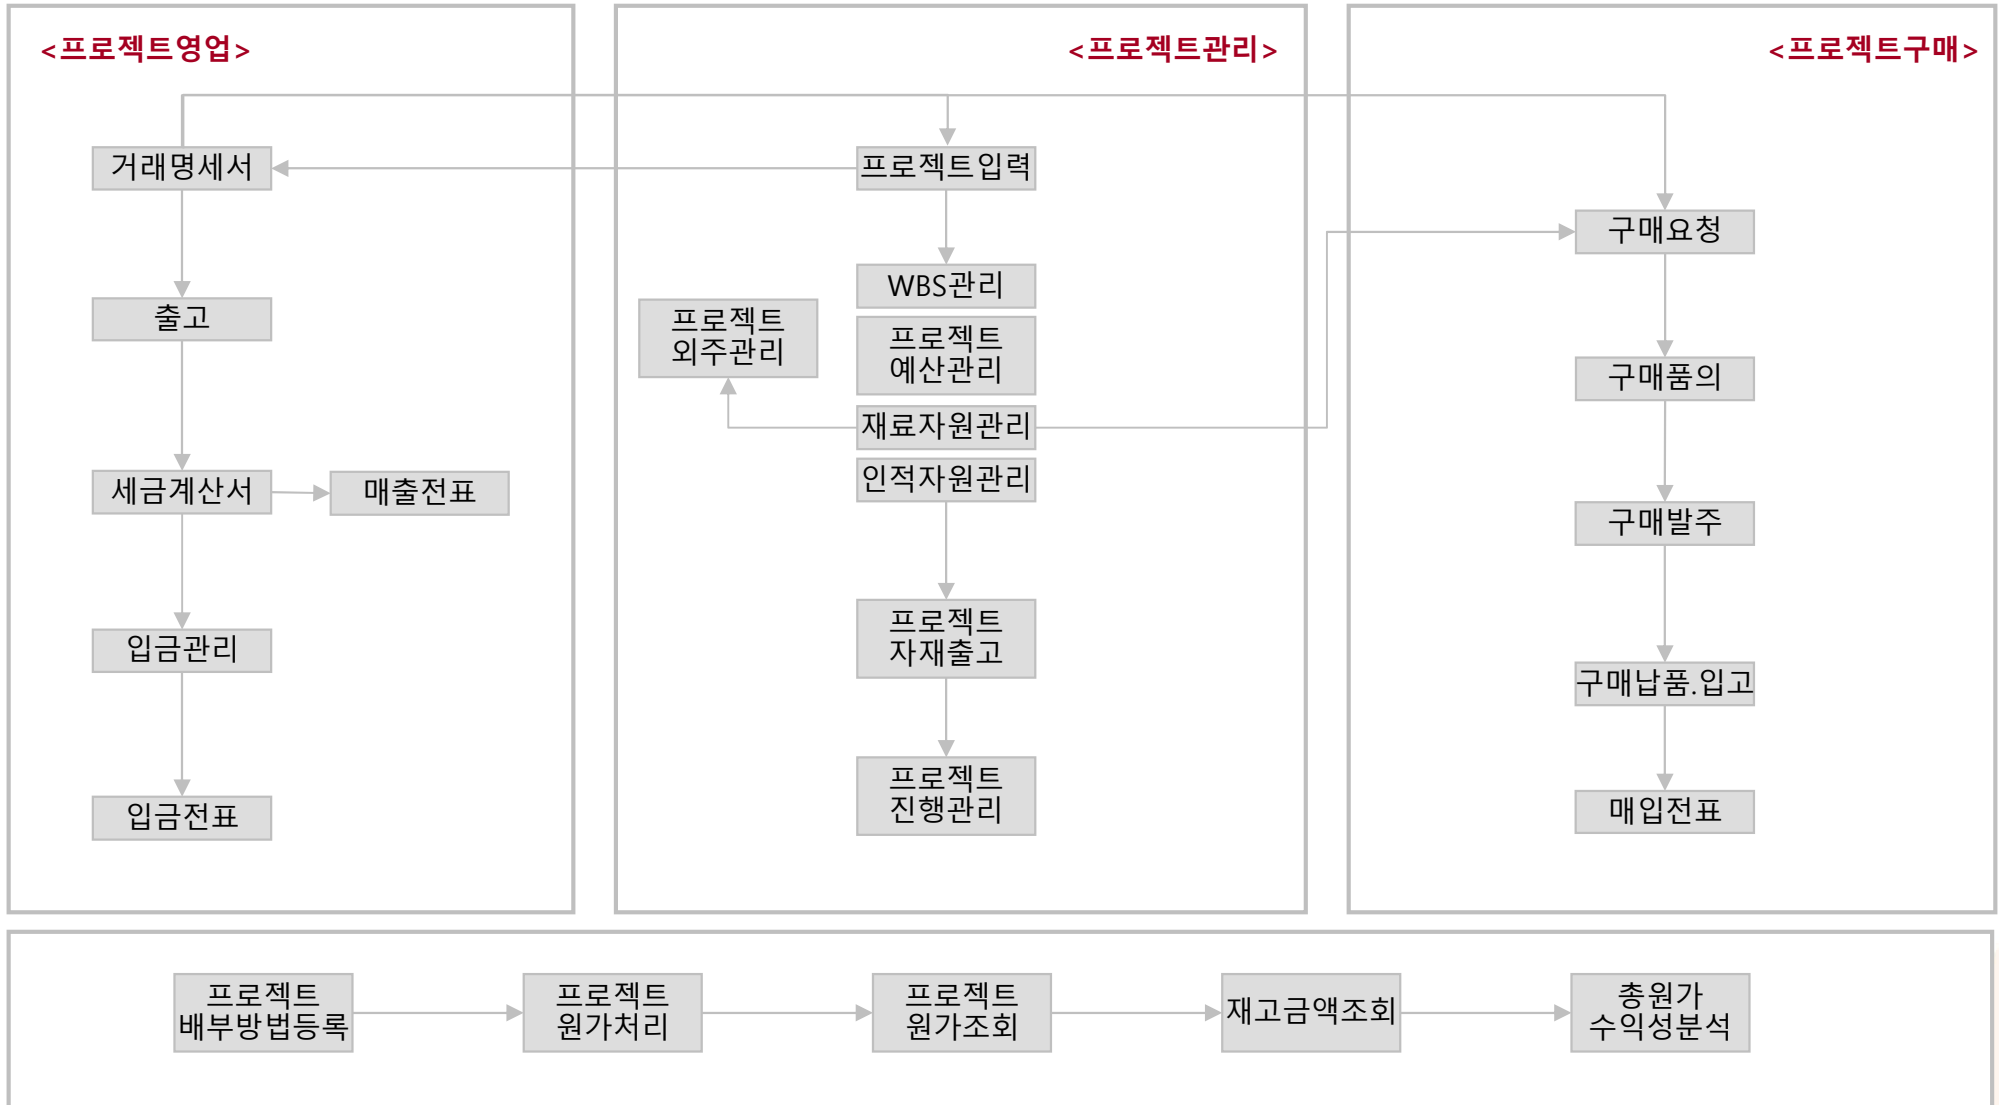 <프로젝트영업>
거래명세서
출고
세금계산서
매출전표
입금관리
입금전표
<프로젝트관리>
프로젝트입력
WBS관리
프로젝트
외주관리
프로젝트
예산관리
재료자원관리
인적자원관리
프로젝트
자재출고
프로젝트
진행관리
<프로젝트구매>
구매요청
구매품의
구매발주
구매납품.입고
매입전표
프로젝트
배부방법등록
프로젝트
원가처리
프로젝트
원가조회
재고금액조회
총원가
수익성분석